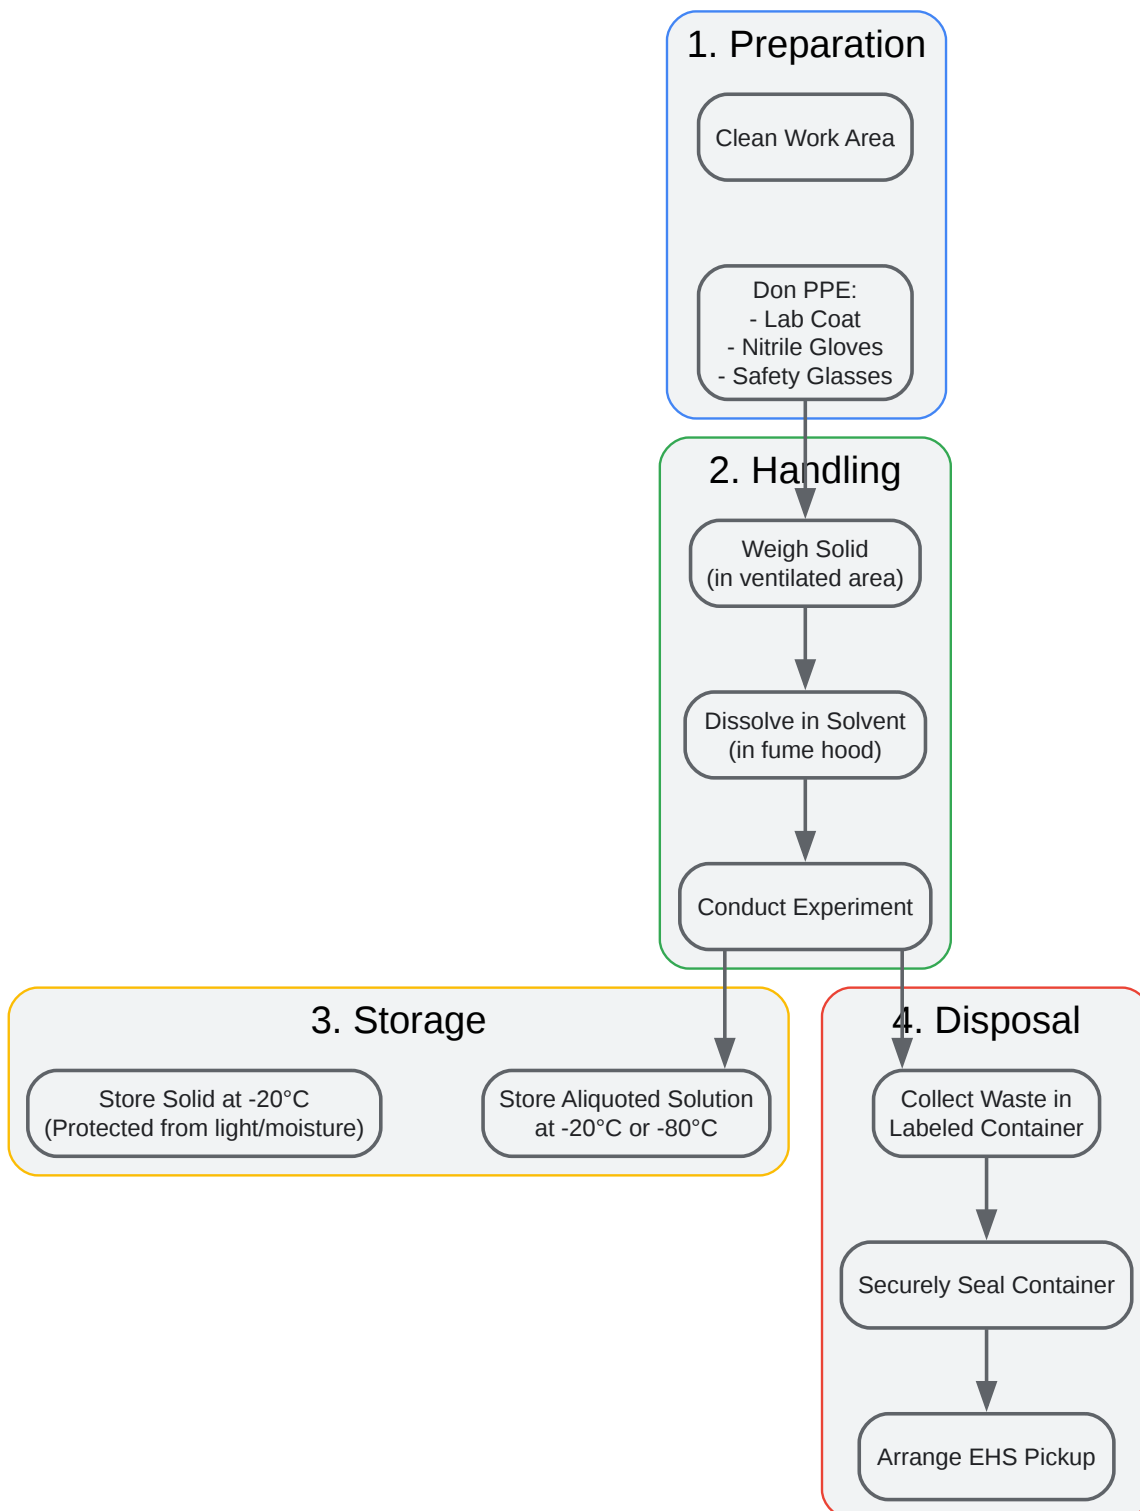 1. Preparation
Clean Work Area
Don PPE:
- Lab Coat
- Nitrile Gloves
- Safety Glasses
2. Handling
Weigh Solid
(in ventilated area)
Dissolve in Solvent
(in fume hood)
Conduct Experiment
3. Storage
Store Solid at -20°C
(Protected from light/moisture)
Store Aliquoted Solution
at -20°C or -80°C
4. Disposal
Collect Waste in
Labeled Container
Securely Seal Container
Arrange EHS Pickup